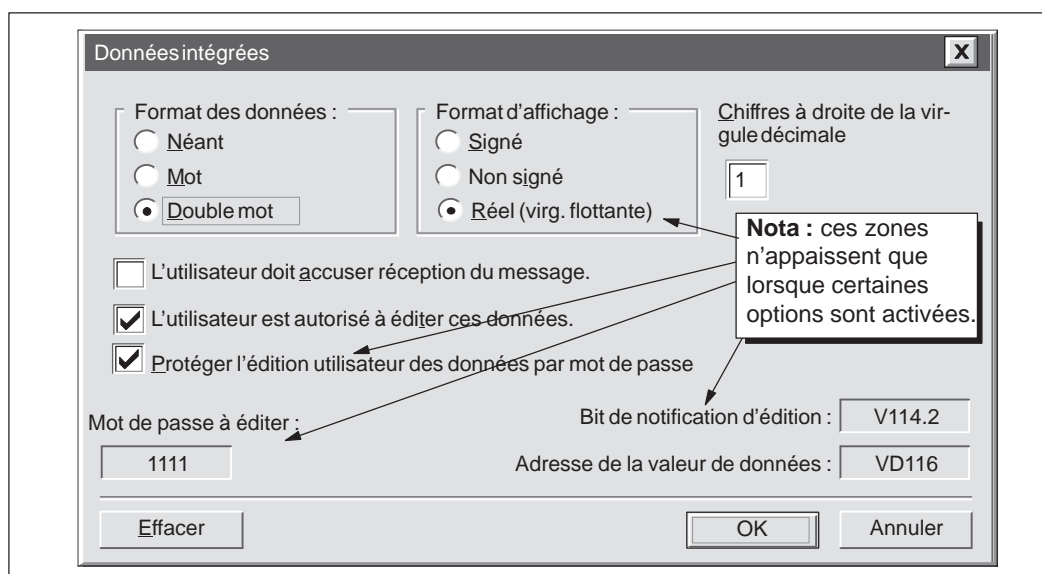 Données intégrées
X
Format des données :
Néant
Mot
Double mot
Format d'affichage :
Signé
Non signé
Réel (virg. flottante)
Chiffres à droite de la vir-
gule décimale
1
Nota : ces zones
n'appaissent que
lorsque certaines
options sont activées.
L'utilisateur doit accuser réception du message.
L'utilisateur est autorisé à éditer ces données.
Protéger l'édition utilisateur des données par mot de passe
Mot de passe à éditer :
1111
Bit de notification d'édition :
V114.2
Adresse de la valeur de données :
VD116
Effacer
OK
Annuler